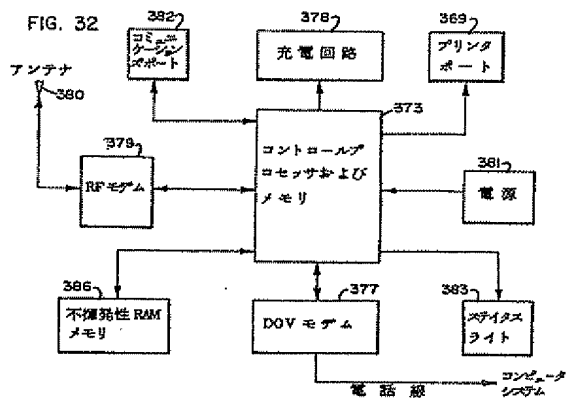 FIG. 32
382
コミュニ
ケーション
ズポート
378
充電回路
369
プリンタ
ポート
アンテナ
380
373
コントロールプ
コセッサおよび
メモリ
379
RFモデム
381
電源
386
不揮発性RAM
メモリ
377
DOVモデム
383
ステイタス
ライト
電話線
コンピュータ
システム